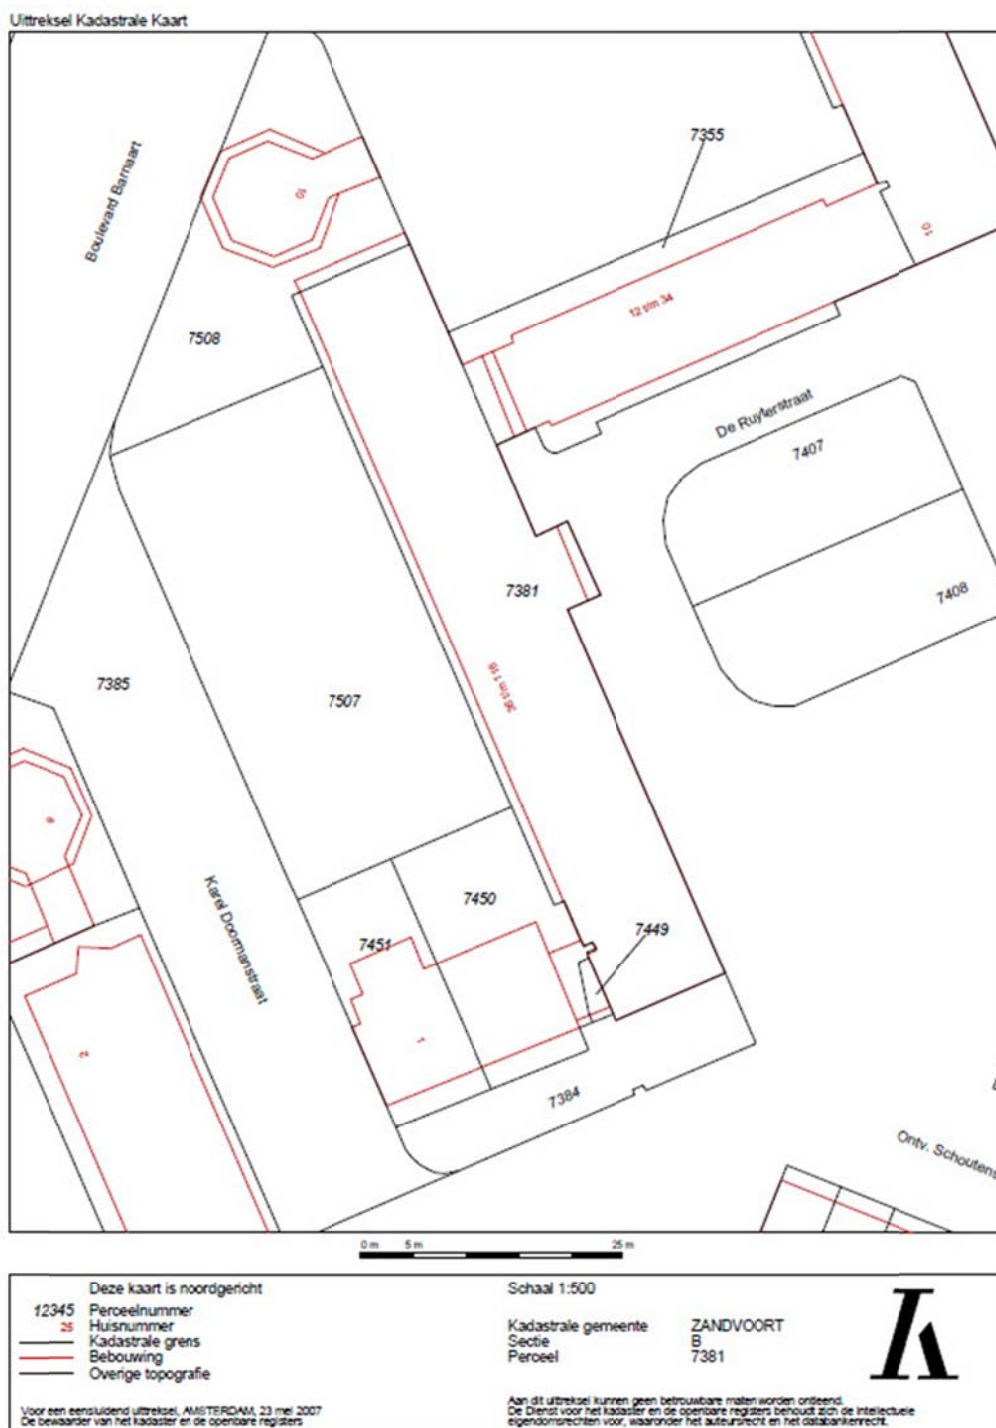 Uittreksel Kadastrale Kaart
Boulevard Barnaart
7355
10
10
12 t/m 34
7508
De Ruyterstraat
7407
7381
7408
36 t/m 116
7385
7507
8
Karel Doormanstraat
7450
7451
7449
2
1
7384
Ontv. Schoutens
0 m 5 m 25 m
Deze kaart is noordgericht
12345 Perceelnummer
25 Huisnummer
Kadastrale grens
Bebouwing
Overige topografie
Schaal 1:500
Kadastrale gemeente ZANDVOORT
Sectie B
Perceel 7381
Voor een eensluidend uittreksel, AMSTERDAM, 23 mei 2007
De bewaarder van het kadaster en de openbare registers
Aan dit uittreksel kunnen geen betrouwbare maten worden ontleend.
De Dienst voor het kadaster en de openbare registers behoudt zich de intellectuele
eigendomsrechten voor, waaronder het auteursrecht en het databankenrecht.